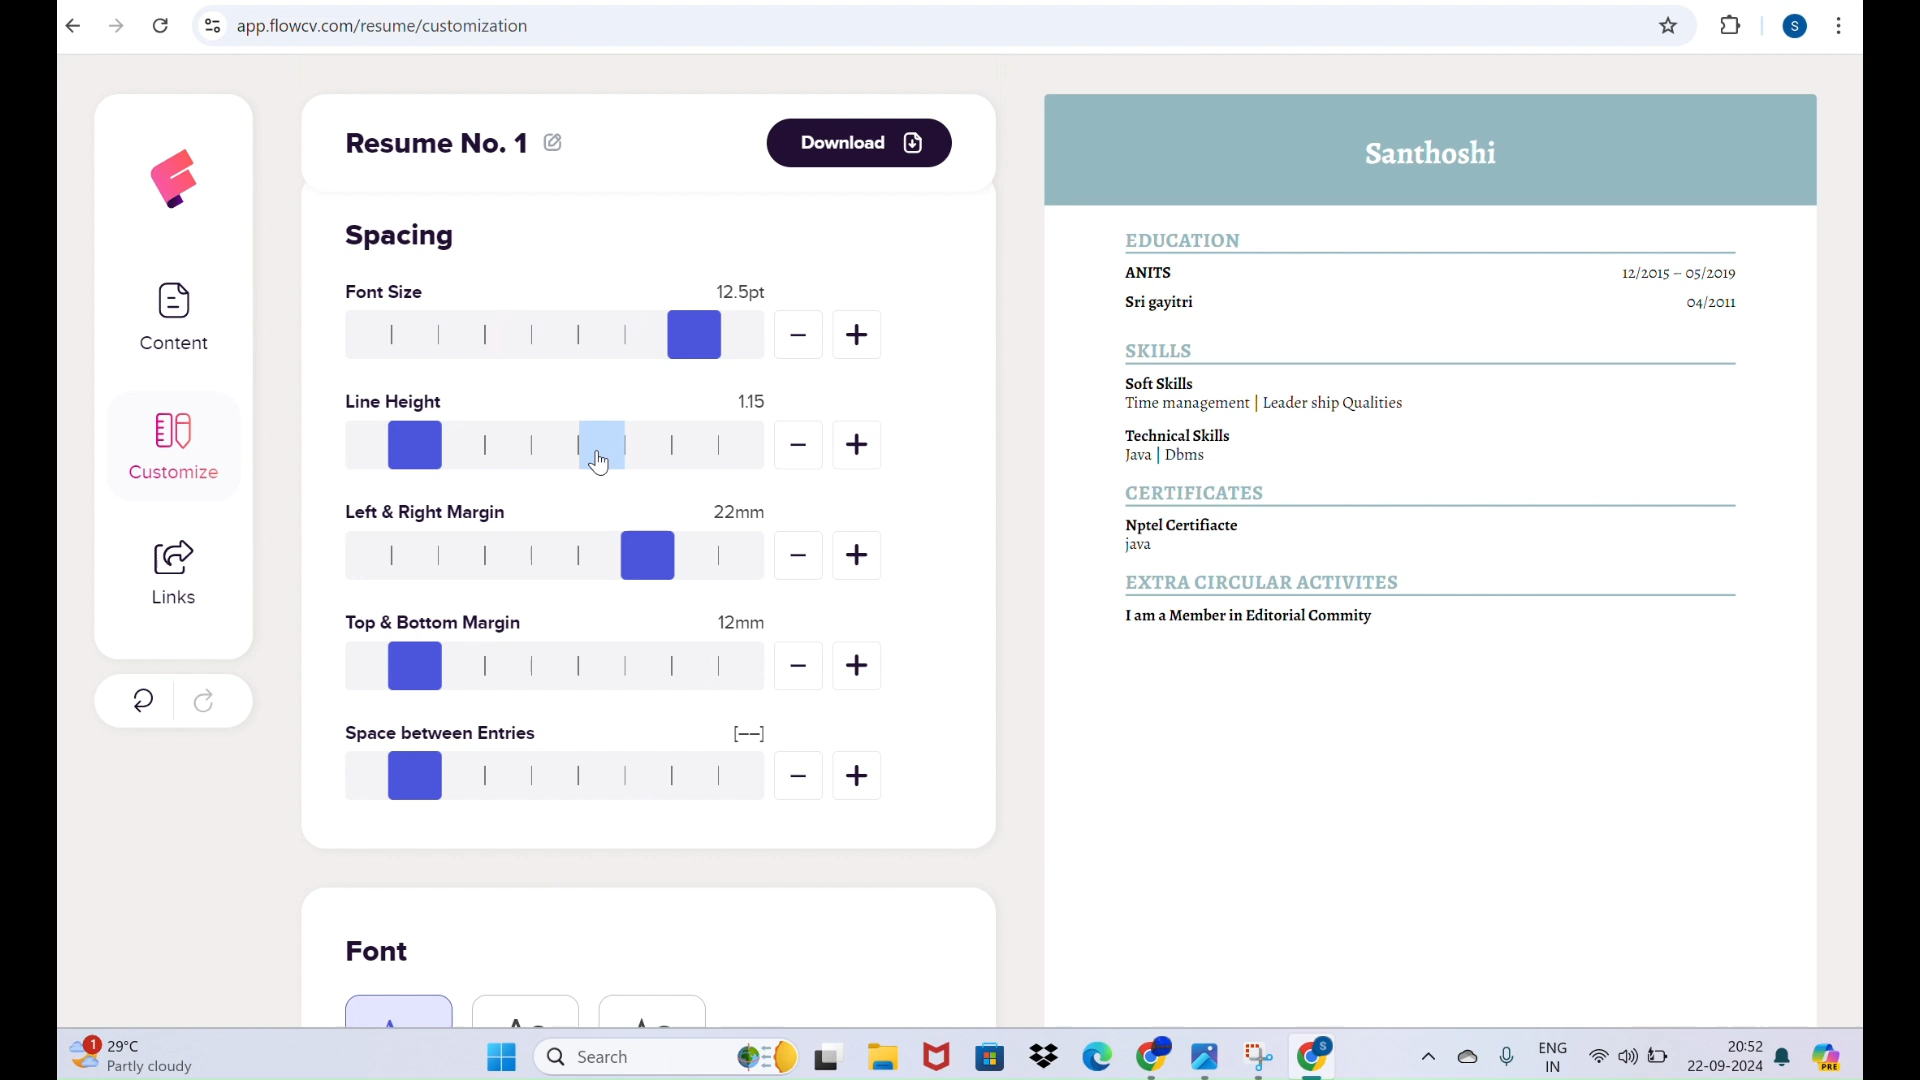 app.flowcv.com/resume/customization
S
Resume No. 1
Download
Content
Customize
Links
Spacing
Font Size 12.5pt
Line Height 1.15
Left & Right Margin 22mm
Top & Bottom Margin 12mm
Space between Entries [—]
Font
Santhoshi
EDUCATION
ANITS 12/2015 – 05/2019
Sri gayitri 04/2011
SKILLS
Soft Skills
Time management | Leader ship Qualities
Technical Skills
Java | Dbms
CERTIFICATES
Nptel Certifiacte
java
EXTRA CIRCULAR ACTIVITES
I am a Member in Editorial Commity
1
29°C
Partly cloudy
Search
S
ENG
IN
20:52
22-09-2024
PRE